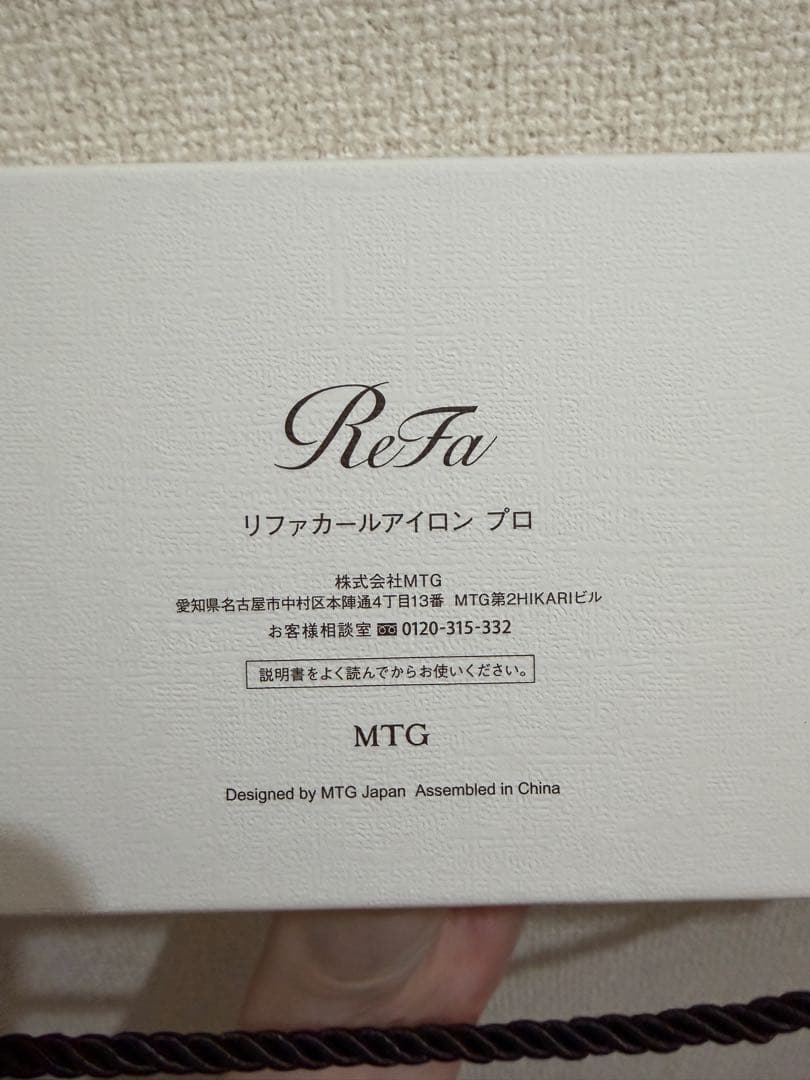 ReFa
リファカールアイロン プロ
株式会社MTG
愛知県名古屋市中村区本陣通4丁目13番 MTG第2HIKARIビル
お客様相談室 0120-315-332
説明書をよく読んでからお使いください。
MTG
Designed by MTG Japan Assembled in China